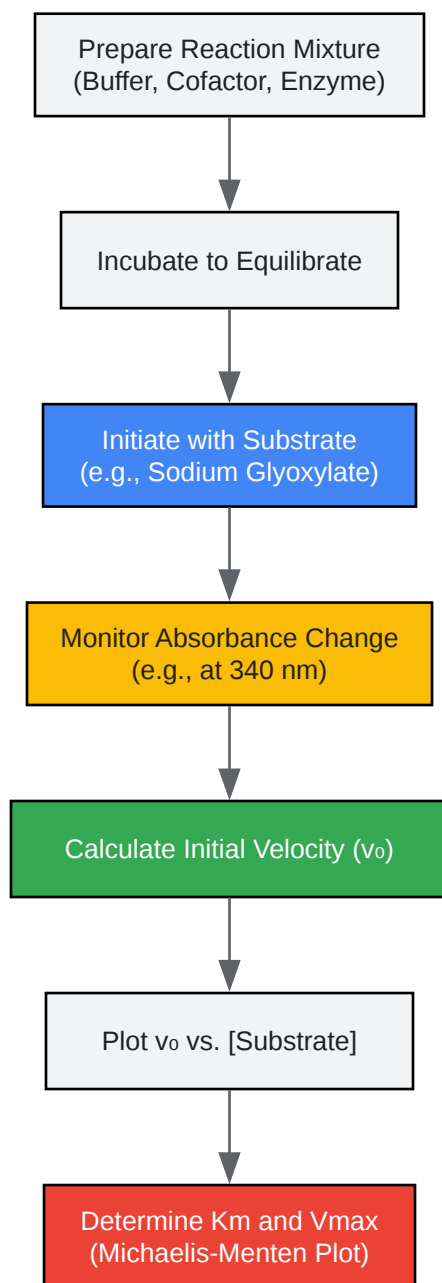 Prepare Reaction Mixture
(Buffer, Cofactor, Enzyme)
Incubate to Equilibrate
Initiate with Substrate
(e.g., Sodium Glyoxylate)
Monitor Absorbance Change
(e.g., at 340 nm)
Calculate Initial Velocity (v₀)
Plot v₀ vs. [Substrate]
Determine Km and Vmax
(Michaelis-Menten Plot)